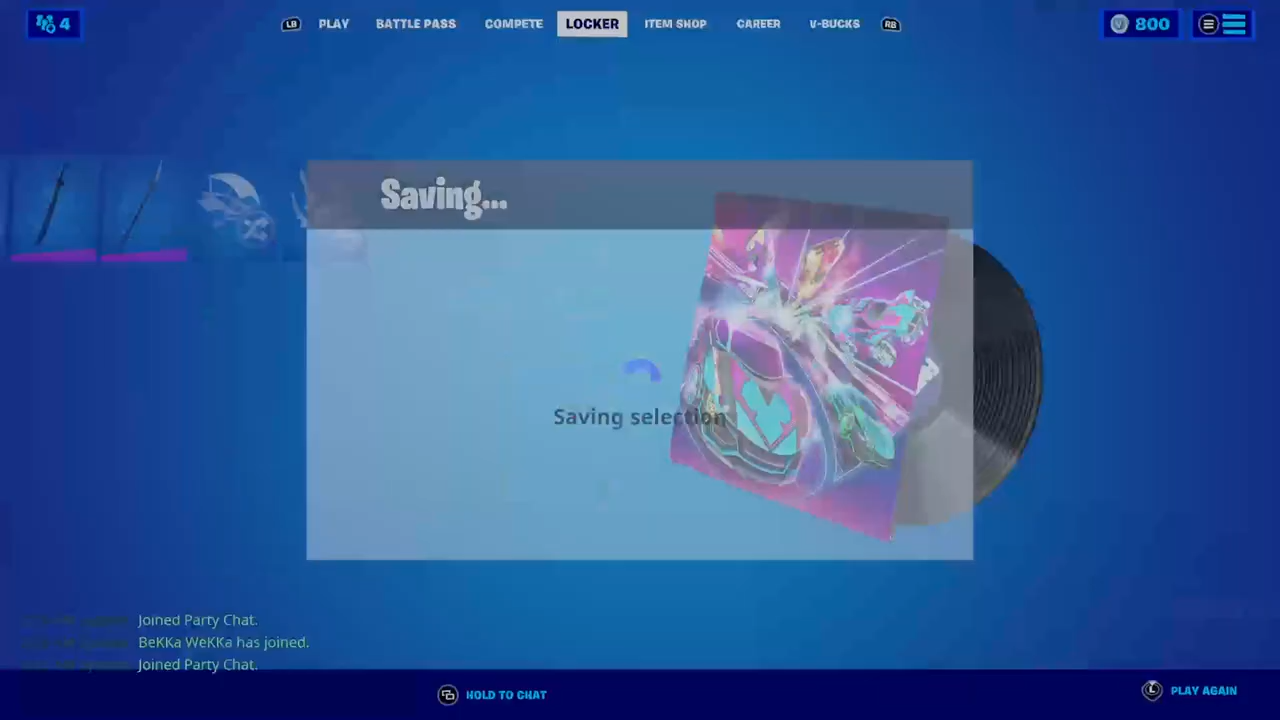 4
LB
PLAY
BATTLE PASS
COMPETE
LOCKER
ITEM SHOP
CAREER
V-BUCKS
RB
800
Saving...
Saving selection
Joined Party Chat.
BeKKa WeKKa has joined.
Joined Party Chat.
HOLD TO CHAT
PLAY AGAIN